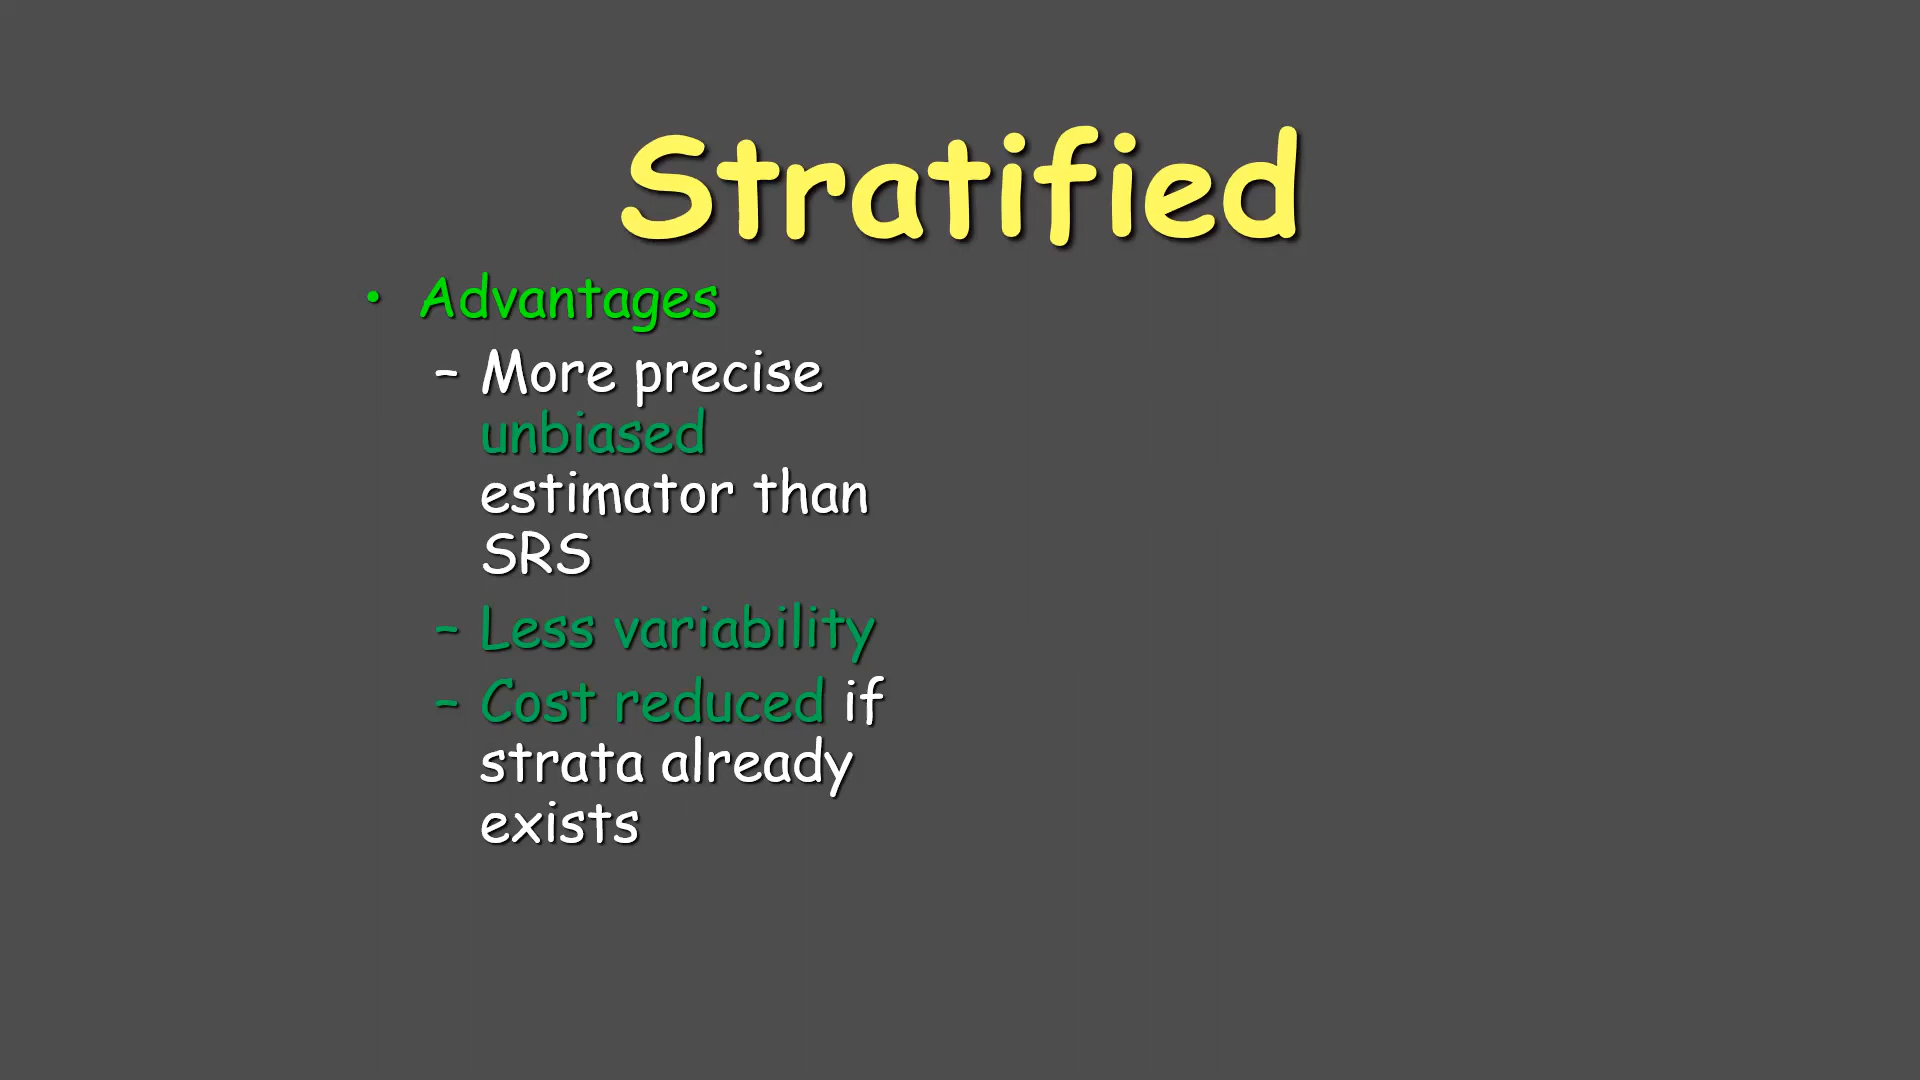 Stratified
• Advantages
– More precise
unbiased
estimator than
SRS
– Less variability
– Cost reduced if
strata already
exists